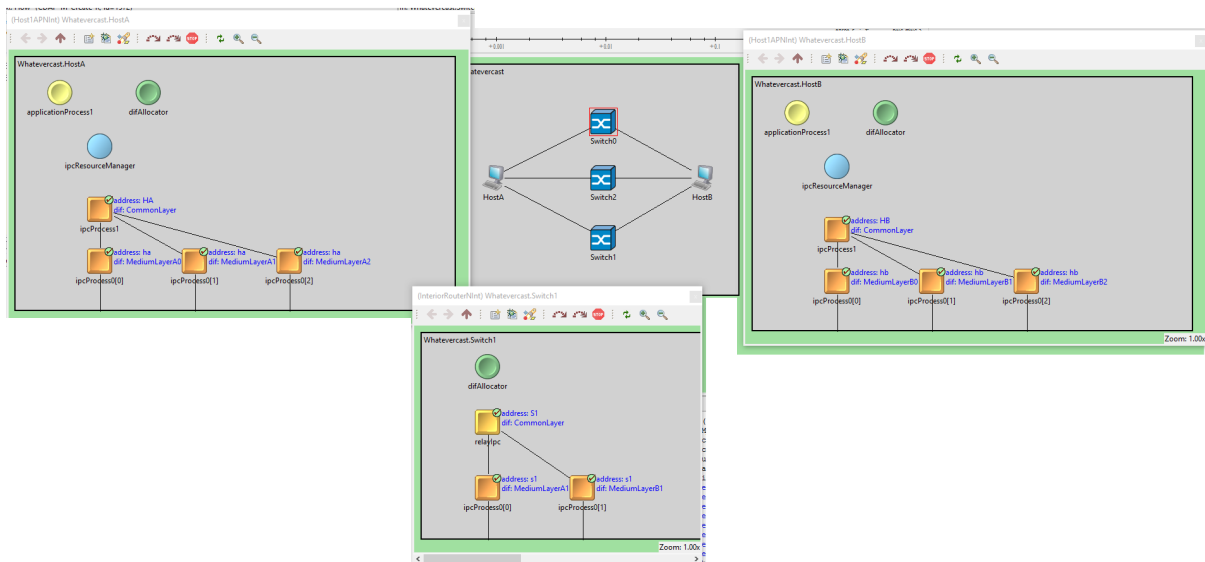 (Host1APNInt) Whatevercast.HostA
STOP
Whatevercast.HostA
applicationProcess1
difAllocator
ipcResourceManager
address: HA
dif: CommonLayer
ipcProcess1
address: ha
dif: MediumLayerA0
address: ha
dif: MediumLayerA1
address: ha
dif: MediumLayerA2
ipcProcess0[0]
ipcProcess0[1]
ipcProcess0[2]
+0.001
+0.01
+0.1
atevercast
Switch0
HostA
Switch2
HostB
Switch1
(Host1APNInt) Whatevercast.HostB
STOP
Whatevercast.HostB
applicationProcess1
difAllocator
ipcResourceManager
address: HB
dif: CommonLayer
ipcProcess1
address: hb
dif: MediumLayerB0
address: hb
dif: MediumLayerB1
address: hb
dif: MediumLayerB2
ipcProcess0[0]
ipcProcess0[1]
ipcProcess0[2]
Zoom: 1.00x
(InteriorRouterNInt) Whatevercast.Switch1
STOP
Whatevercast.Switch1
difAllocator
address: S1
dif: CommonLayer
relayIpc
address: s1
dif: MediumLayerA1
address: s1
dif: MediumLayerB1
ipcProcess0[0]
ipcProcess0[1]
Zoom: 1.00x